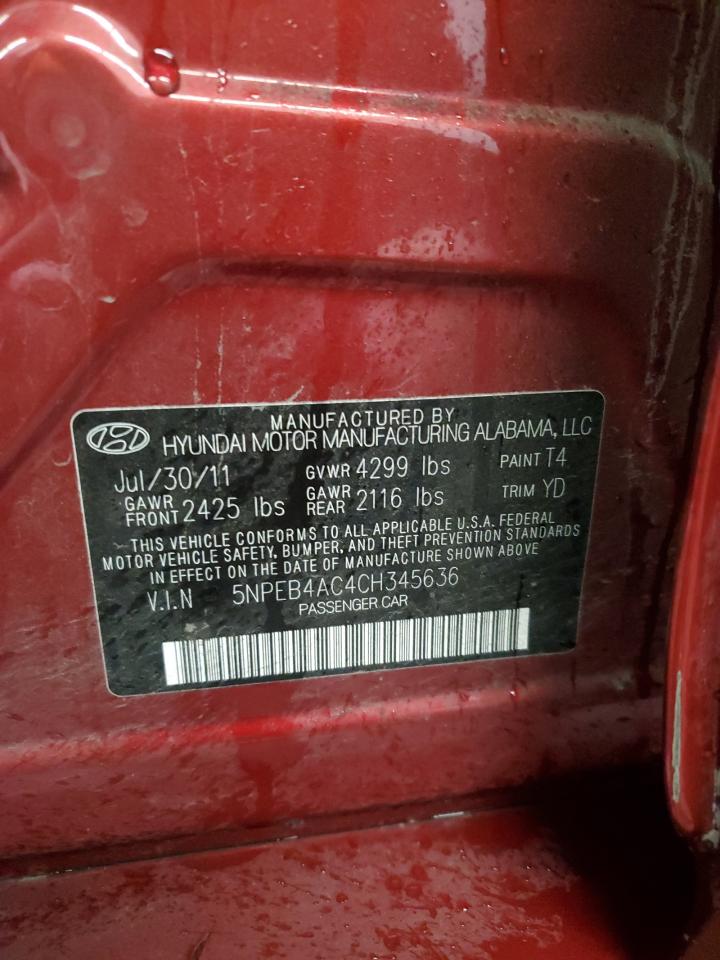 MANUFACTURED BY
HYUNDAI MOTOR MANUFACTURING ALABAMA, LLC
Jul/30/11 GVWR 4299 lbs PAINT T4
GAWR FRONT 2425 lbs GAWR REAR 2116 lbs TRIM YD
THIS VEHICLE CONFORMS TO ALL APPLICABLE U.S.A. FEDERAL
MOTOR VEHICLE SAFETY, BUMPER, AND THEFT PREVENTION STANDARDS
IN EFFECT ON THE DATE OF MANUFACTURE SHOWN ABOVE
V.I.N 5NPEB4AC4CH345636
PASSENGER CAR